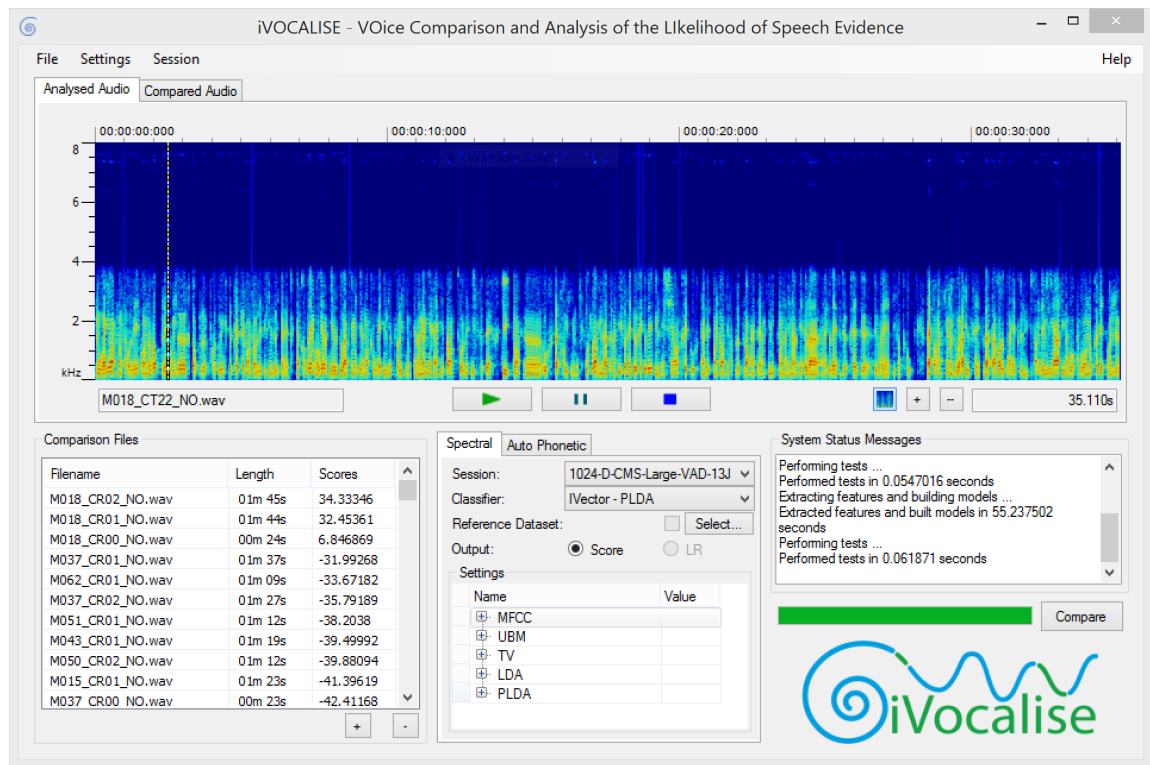 iVOCALISE - VOice Comparison and Analysis of the LIkelihood of Speech Evidence
File Settings Session Help
Analysed Audio Compared Audio
00:00:00:000 00:00:10:000 00:00:20:000 00:00:30:000
8
6
4
2
kHz
M018_CT22_NO.wav + -- 35.110s
Comparison Files
Filename Length Scores
M018_CR02_NO.wav 01m 45s 34.33346
M018_CR01_NO.wav 01m 44s 32.45361
M018_CR00_NO.wav 00m 24s 6.846869
M037_CR01_NO.wav 01m 37s -31.99268
M062_CR01_NO.wav 01m 09s -33.67182
M037_CR02_NO.wav 01m 27s -35.79189
M051_CR01_NO.wav 01m 12s -38.2038
M043_CR01_NO.wav 01m 19s -39.49992
M050_CR02_NO.wav 01m 12s -39.88094
M015_CR01_NO.wav 01m 23s -41.39619
M037_CR00_NO.wav 00m 23s -42.41168
+ -
Spectral Auto Phonetic
Session: 1024-D-CMS-Large-VAD-13J
Classifier: IVector - PLDA
Reference Dataset: Select...
Output: Score LR
Settings
Name Value
MFCC
UBM
TV
LDA
PLDA
System Status Messages
Performing tests ...
Performed tests in 0.0547016 seconds
Extracting features and building models ...
Extracted features and built models in 55.237502
seconds
Performing tests ...
Performed tests in 0.061871 seconds
Compare
iVocalise